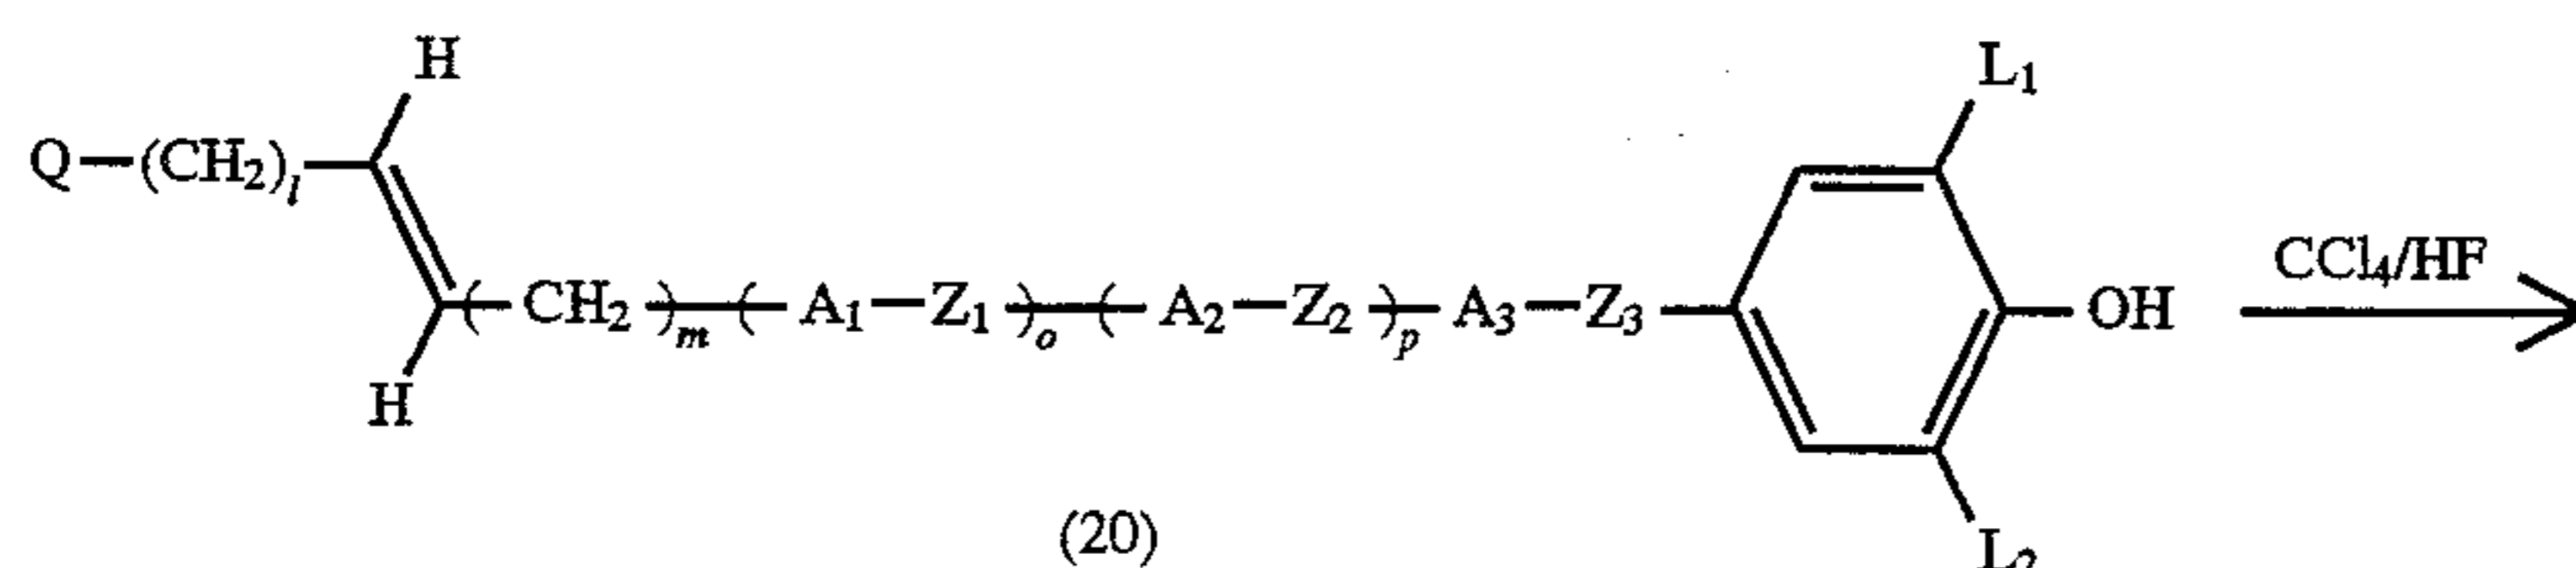 H
L₁
Q—(CH₂)ₗ
CCl₄/HF
(CH₂)ₘ—(A₁—Z₁)ₒ—(A₂—Z₂)ₚ—A₃—Z₃
OH
H
(20)
L₂